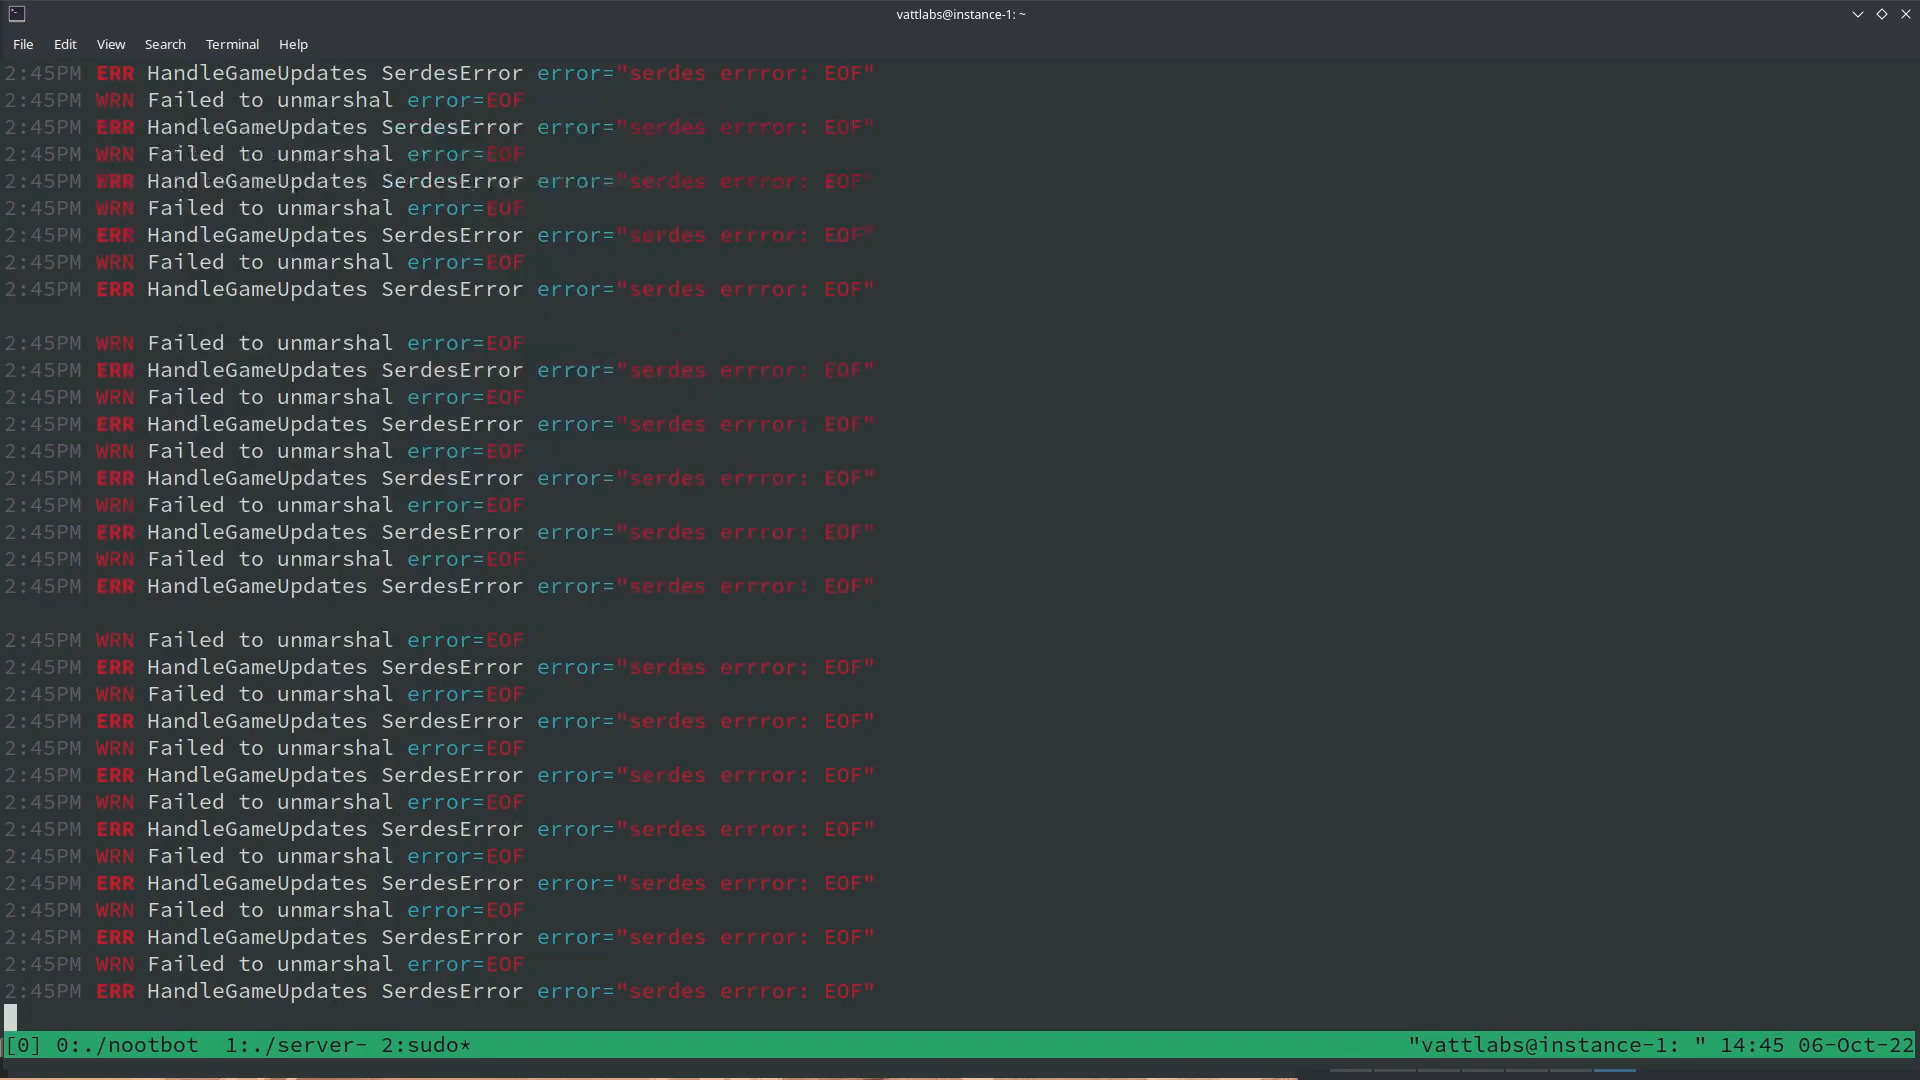 vattlabs@instance-1: ~
File Edit View Search Terminal Help
2:45PM ERR HandleGameUpdates SerdesError error="serdes errror: EOF"
2:45PM WRN Failed to unmarshal error=EOF
2:45PM ERR HandleGameUpdates SerdesError error="serdes errror: EOF"
2:45PM WRN Failed to unmarshal error=EOF
2:45PM ERR HandleGameUpdates SerdesError error="serdes errror: EOF"
2:45PM WRN Failed to unmarshal error=EOF
2:45PM ERR HandleGameUpdates SerdesError error="serdes errror: EOF"
2:45PM WRN Failed to unmarshal error=EOF
2:45PM ERR HandleGameUpdates SerdesError error="serdes errror: EOF"
2:45PM WRN Failed to unmarshal error=EOF
2:45PM ERR HandleGameUpdates SerdesError error="serdes errror: EOF"
2:45PM WRN Failed to unmarshal error=EOF
2:45PM ERR HandleGameUpdates SerdesError error="serdes errror: EOF"
2:45PM WRN Failed to unmarshal error=EOF
2:45PM ERR HandleGameUpdates SerdesError error="serdes errror: EOF"
2:45PM WRN Failed to unmarshal error=EOF
2:45PM ERR HandleGameUpdates SerdesError error="serdes errror: EOF"
2:45PM WRN Failed to unmarshal error=EOF
2:45PM ERR HandleGameUpdates SerdesError error="serdes errror: EOF"
2:45PM WRN Failed to unmarshal error=EOF
2:45PM ERR HandleGameUpdates SerdesError error="serdes errror: EOF"
2:45PM WRN Failed to unmarshal error=EOF
2:45PM ERR HandleGameUpdates SerdesError error="serdes errror: EOF"
2:45PM WRN Failed to unmarshal error=EOF
2:45PM ERR HandleGameUpdates SerdesError error="serdes errror: EOF"
2:45PM WRN Failed to unmarshal error=EOF
2:45PM ERR HandleGameUpdates SerdesError error="serdes errror: EOF"
2:45PM WRN Failed to unmarshal error=EOF
2:45PM ERR HandleGameUpdates SerdesError error="serdes errror: EOF"
2:45PM WRN Failed to unmarshal error=EOF
2:45PM ERR HandleGameUpdates SerdesError error="serdes errror: EOF"
2:45PM WRN Failed to unmarshal error=EOF
2:45PM ERR HandleGameUpdates SerdesError error="serdes errror: EOF"
[0] 0:./nootbot 1:./server- 2:sudo* "vattlabs@instance-1: " 14:45 06-Oct-22